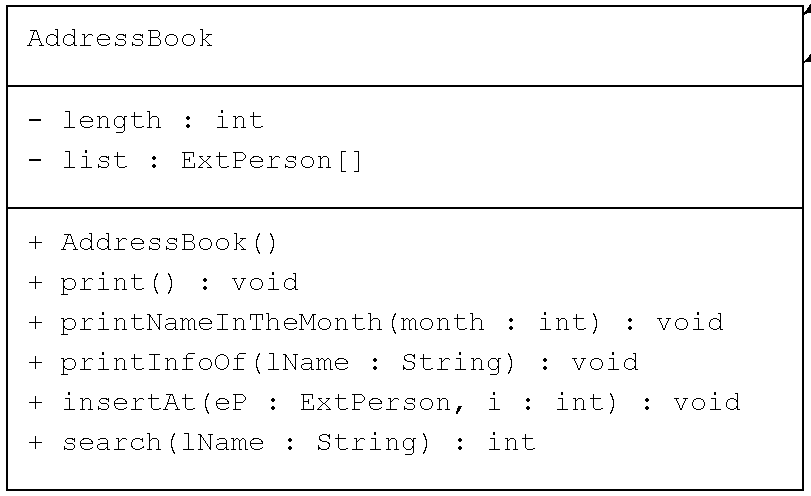 AddressBook
- length : int
- list : ExtPerson[]
+ AddressBook()
+ print() : void
+ printNameInTheMonth(month : int) : void
+ printInfoOf(lName : String) : void
+ insertAt(eP : ExtPerson, i : int) : void
+ search(lName : String) : int